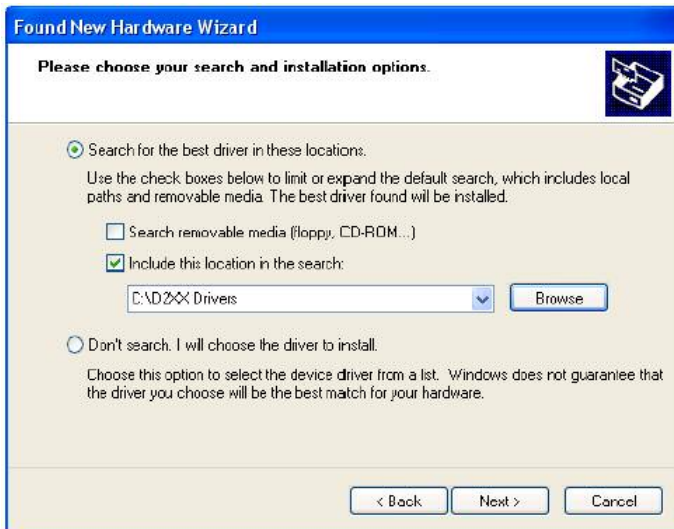 Found New Hardware Wizard
Please choose your search and installation options.
Search for the best driver in these locations.
Use the check boxes below to limit or expand the default search, which includes local
paths and removable media. The best driver found will be installed.
Search removable media (floppy, CD-ROM...)
Include this location in the search:
C:\D2XX Drivers
Browse
Don't search. I will choose the driver to install.
Choose this option to select the device driver from a list. Windows does not guarantee that
the driver you choose will be the best match for your hardware.
< Back
Next >
Cancel